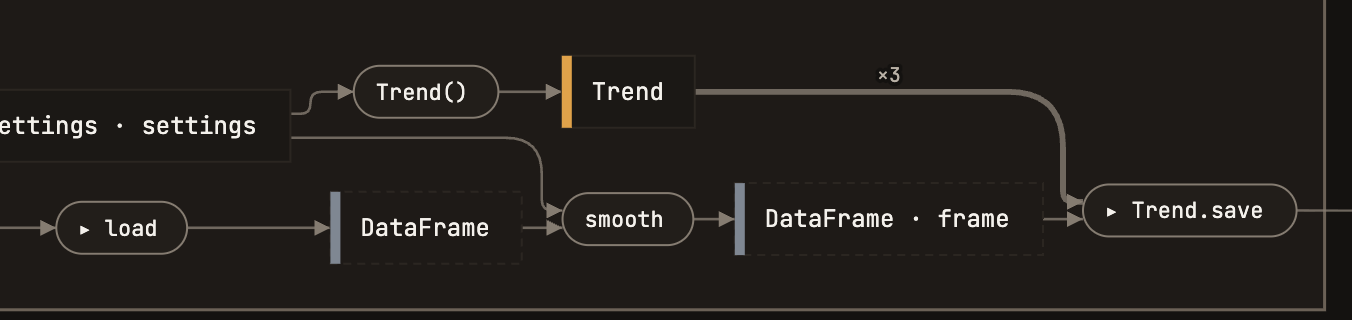 ×3
Trend()
Trend
ettings · settings
▸ load
DataFrame
smooth
DataFrame · frame
▸ Trend.save